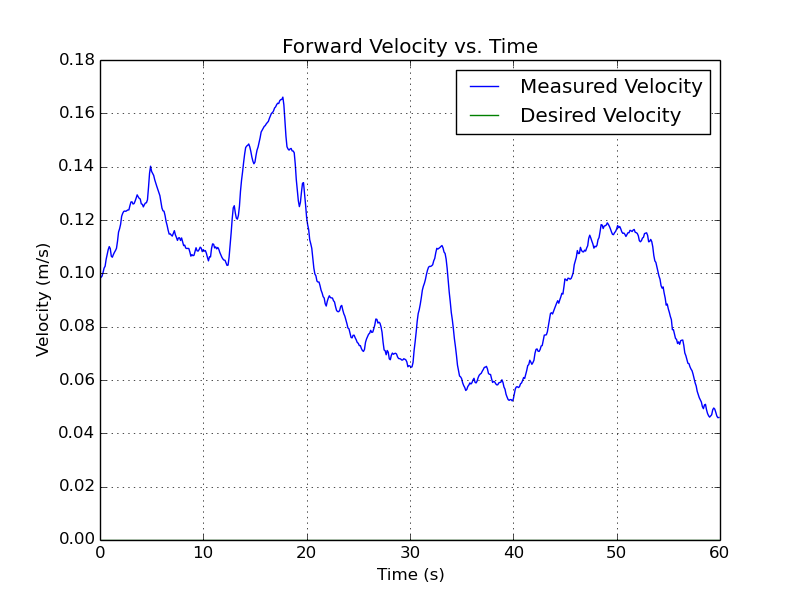 Forward Velocity vs. Time
Measured Velocity
Desired Velocity
Velocity (m/s)
0.18
0.16
0.14
0.12
0.10
0.08
0.06
0.04
0.02
0.00
0 10 20 30 40 50 60
Time (s)